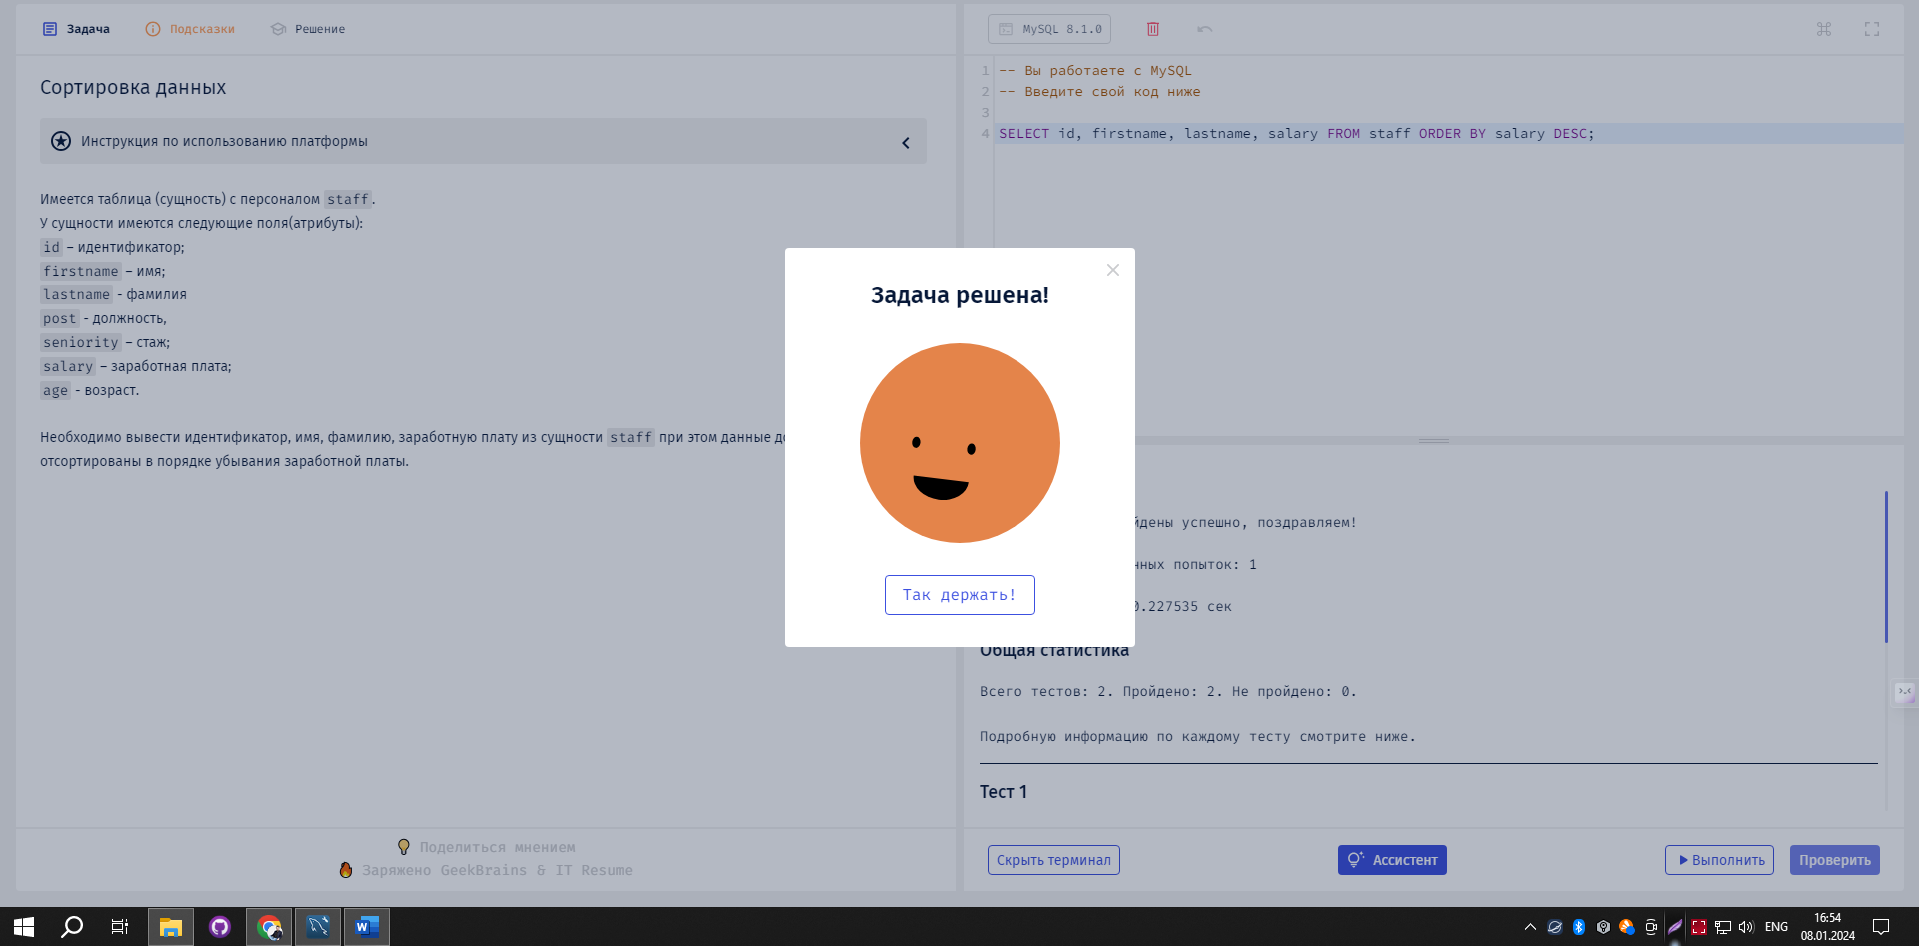 Задача
Подсказки
Решение
Сортировка данных
Инструкция по использованию платформы
Имеется таблица (сущность) с персоналом staff.
У сущности имеются следующие поля(атрибуты):
id – идентификатор;
firstname – имя;
lastname - фамилия
post - должность,
seniority – стаж;
salary – заработная плата;
age - возраст.
Необходимо вывести идентификатор, имя, фамилию, заработную плату из сущности staff при этом данные
отсортированы в порядке убывания заработной платы.
Поделиться мнением
Заряжено GeekBrains & IT Resume
MySQL 8.1.0
1 -- Вы работаете с MySQL
2 -- Введите свой код ниже
3
4 SELECT id, firstname, lastname, salary FROM staff ORDER BY salary DESC;
Задача решена!
Так держать!
успешно, поздравляем!
попыток: 1
0.227535 сек
Общая статистика
Всего тестов: 2. Пройдено: 2. Не пройдено: 0.
Подробную информацию по каждому тесту смотрите ниже.
Тест 1
Скрыть терминал
Ассистент
Выполнить
Проверить
ENG
16:54
08.01.2024